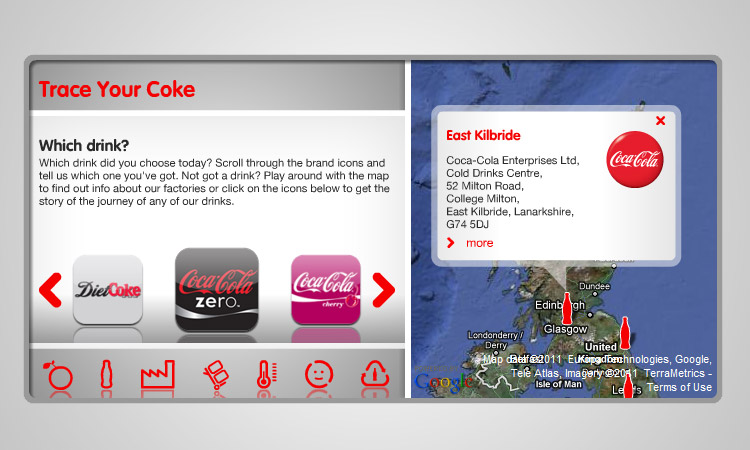 Trace Your Coke
Which drink?
Which drink did you choose today? Scroll through the brand icons and
tell us which one you've got. Not got a drink? Play around with the map
to find out info about our factories or click on the icons below to get the
story of the journey of any of our drinks.
Diet Coke
Coca-Cola
zero.
Coca-Cola
cherry
East Kilbride
Coca-Cola
Coca-Cola Enterprises Ltd,
Cold Drinks Centre,
52 Milton Road,
College Milton,
East Kilbride, Lanarkshire,
G74 5DJ
more
Dundee
Edinburgh
Glasgow
Londonderry /
Derry
United
Kingdom
Belfast
Isle of Man
Leeds
Google
Map data ©2011 Europa Technologies, Google,
Tele Atlas, Imagery ©2011 TerraMetrics -
Terms of Use